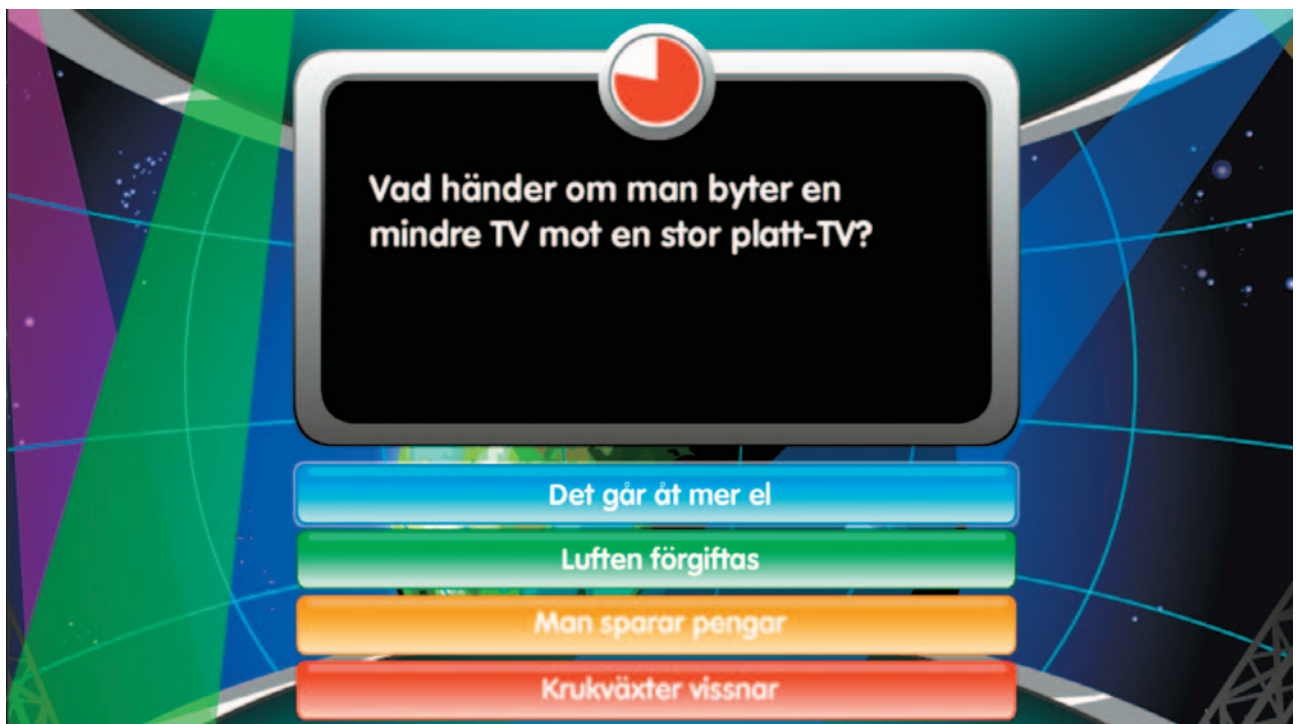 Vad händer om man byter en
mindre TV mot en stor platt-TV?
Det går åt mer el
Luften förgiftas
Man sparar pengar
Krukväxter vissnar